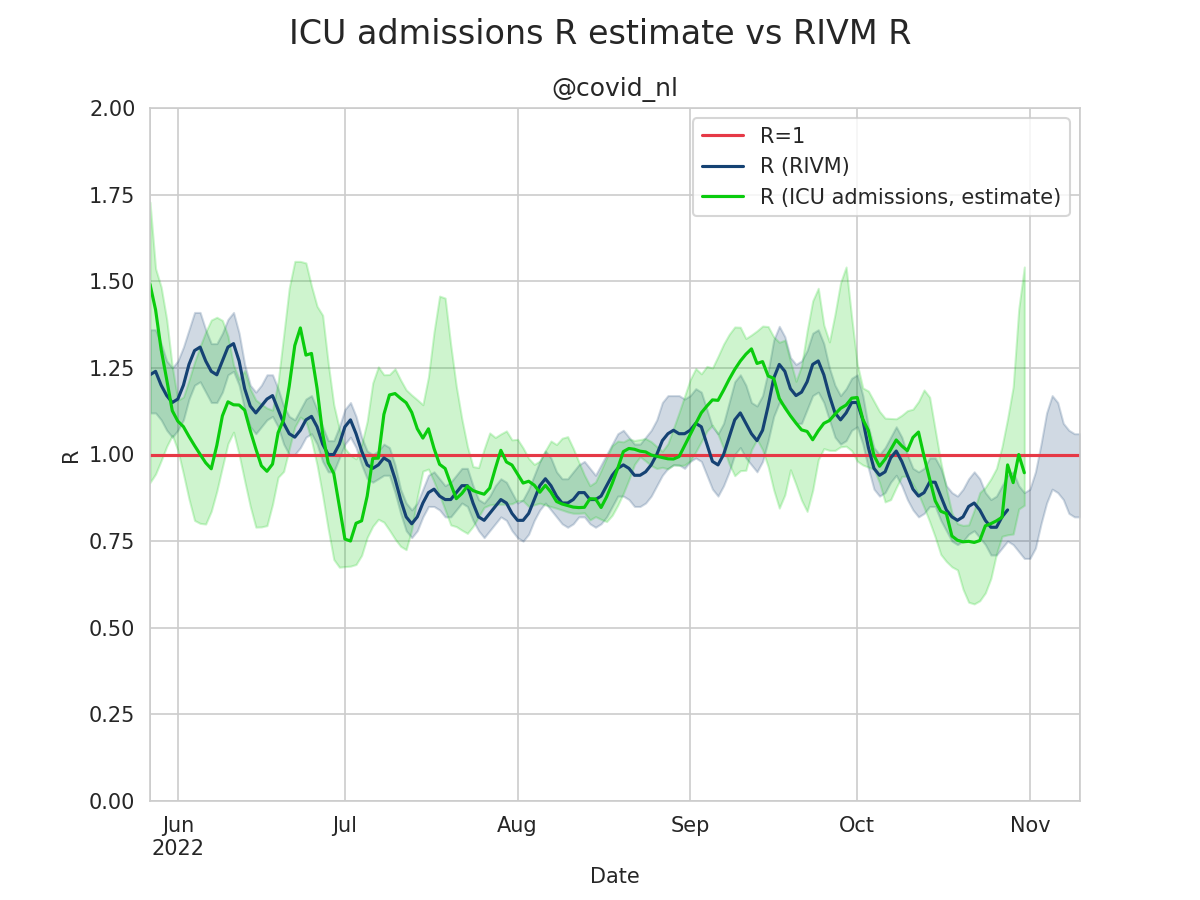 ICU admissions R estimate vs RIVM R
@covid_nl
R=1
R (RIVM)
R (ICU admissions, estimate)
2.00
1.75
1.50
1.25
1.00
0.75
0.50
0.25
0.00
R
Jun
2022
Jul
Aug
Sep
Oct
Nov
Date